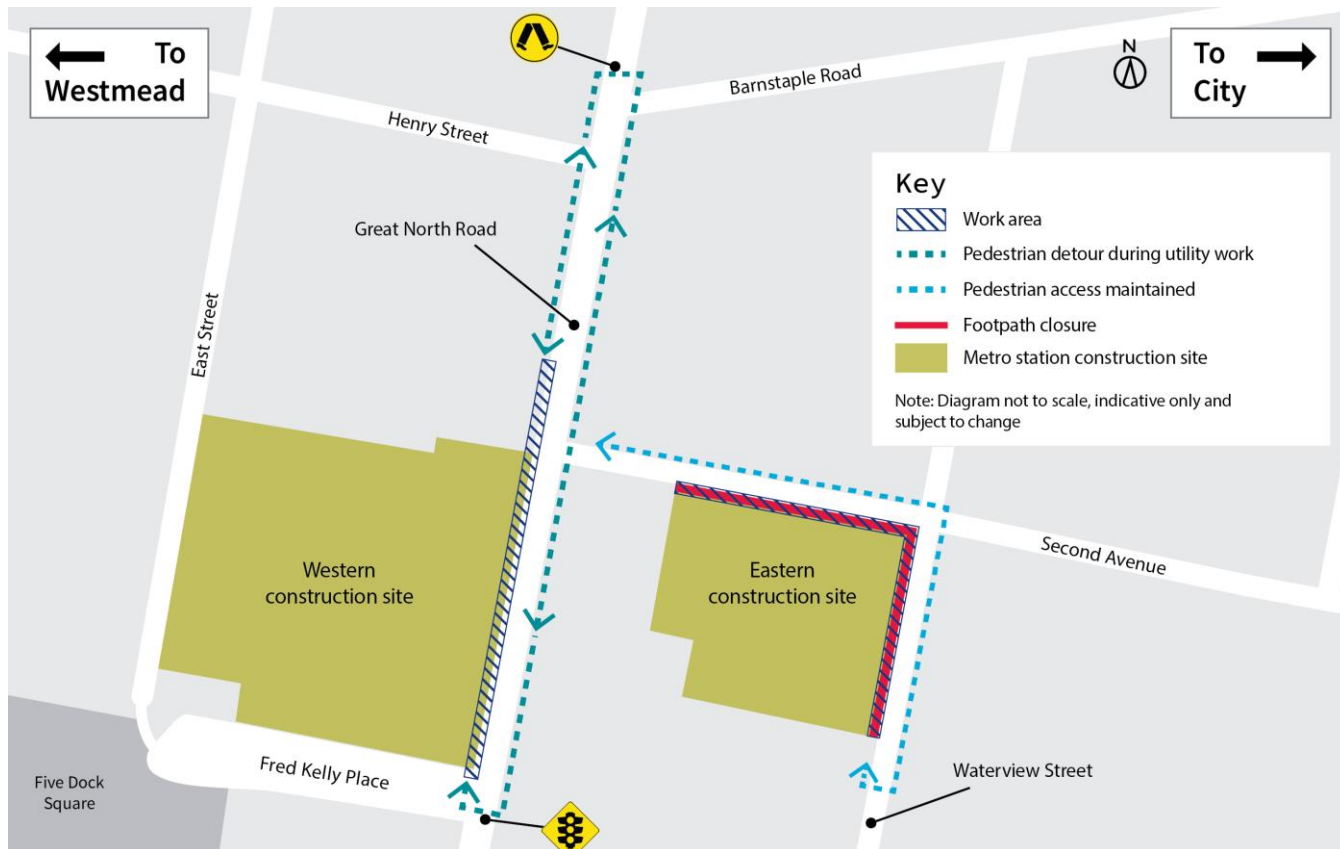 To
Westmead
Barnstaple Road
N
To
City
Henry Street
Key
Work area
Great North Road
Pedestrian detour during utility work
Pedestrian access maintained
East Street
Footpath closure
Metro station construction site
Note: Diagram not to scale, indicative only and
subject to change
Second Avenue
Western
construction site
Eastern
construction site
Fred Kelly Place
Waterview Street
Five Dock
Square